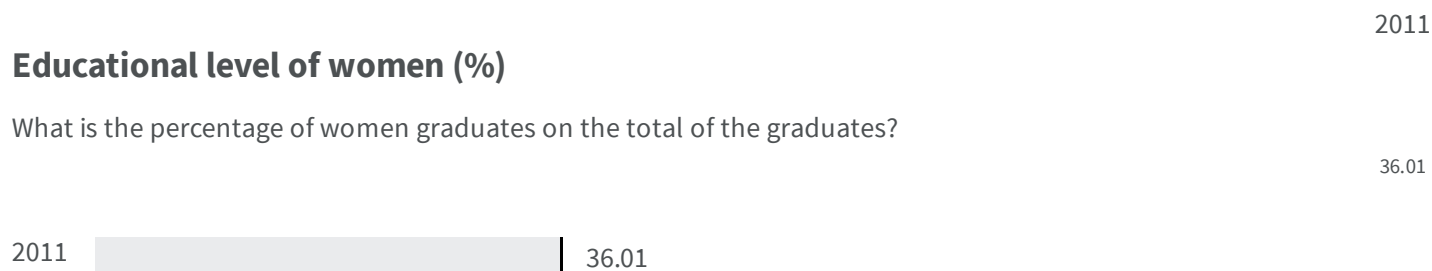 2011
Educational level of women (%)
What is the percentage of women graduates on the total of the graduates?
36.01
2011 36.01